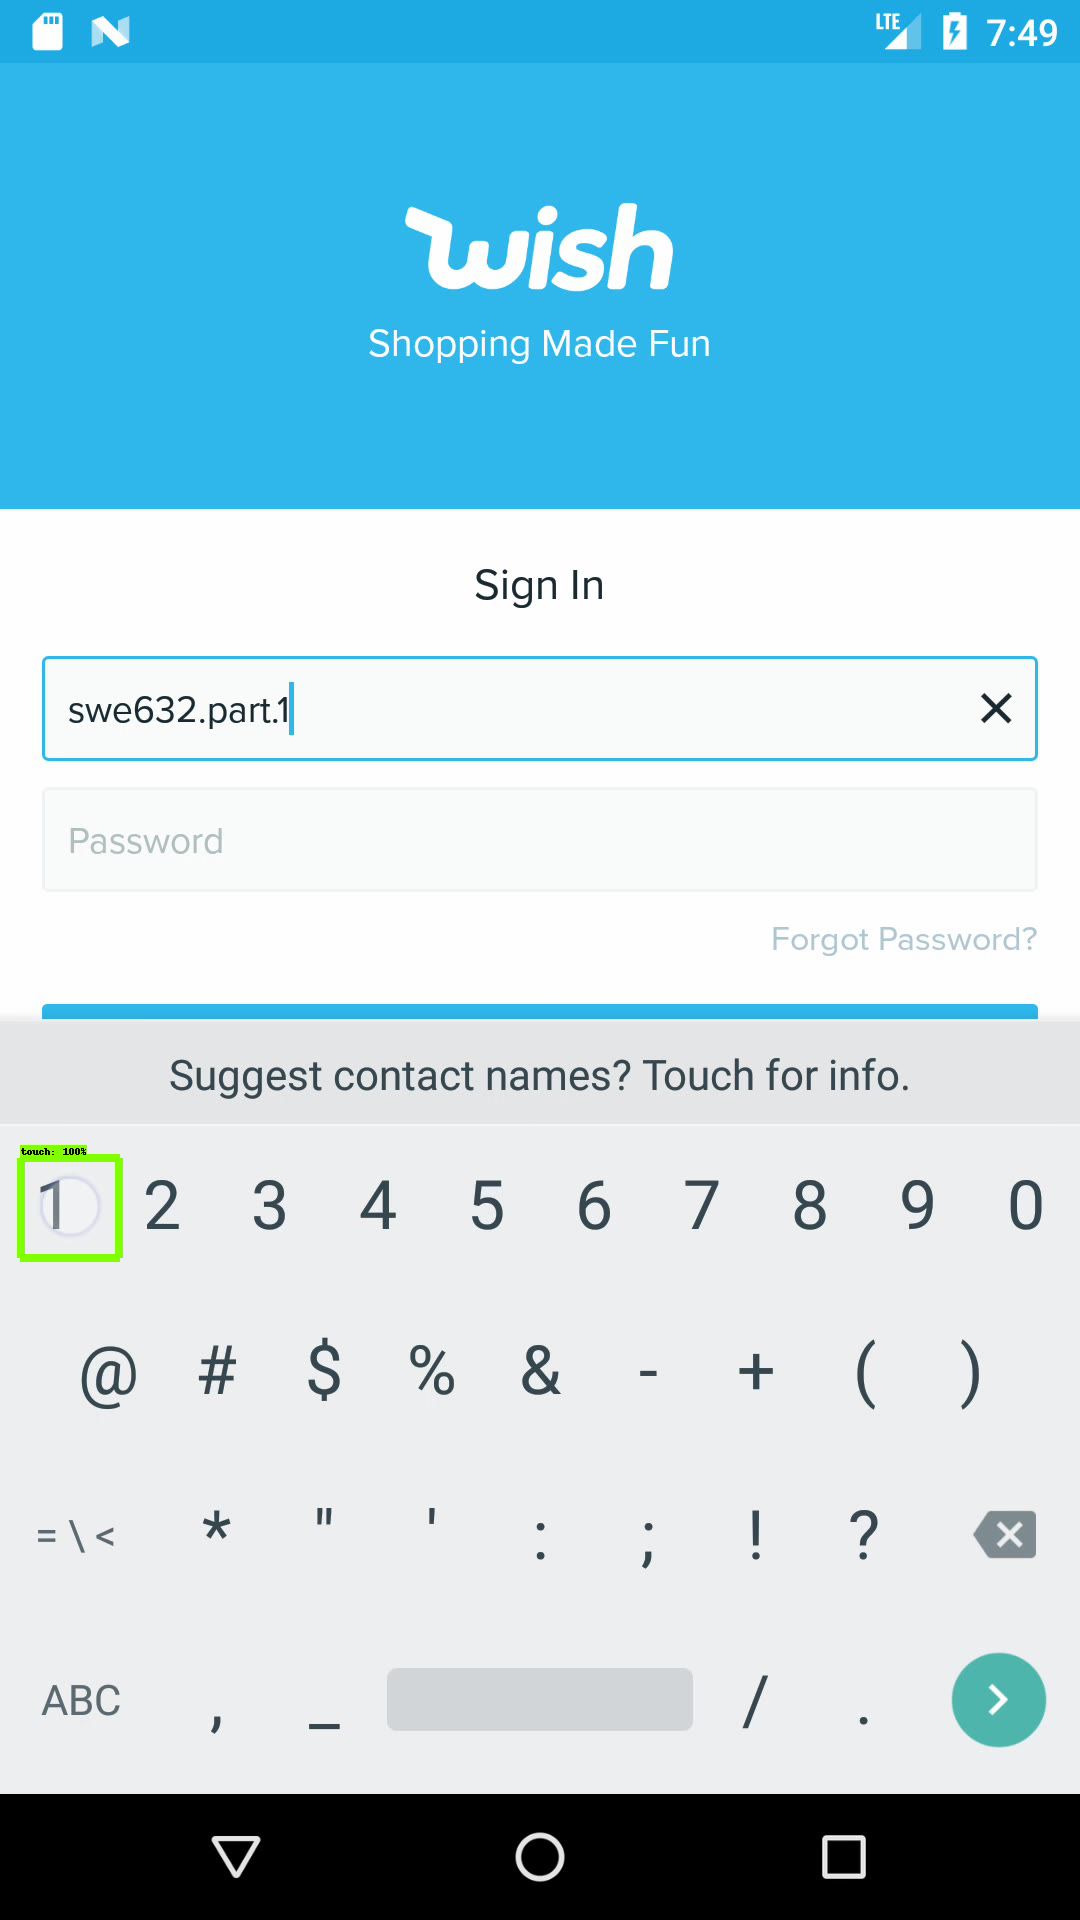 LTE 7:49
wish
Shopping Made Fun
Sign In
swe632.part.1
Password
Forgot Password?
Suggest contact names? Touch for info.
touch: 100%
1 2 3 4 5 6 7 8 9 0
@ # $ % & - + ( )
= \ < * " ' : ; ! ?
ABC , _ / .